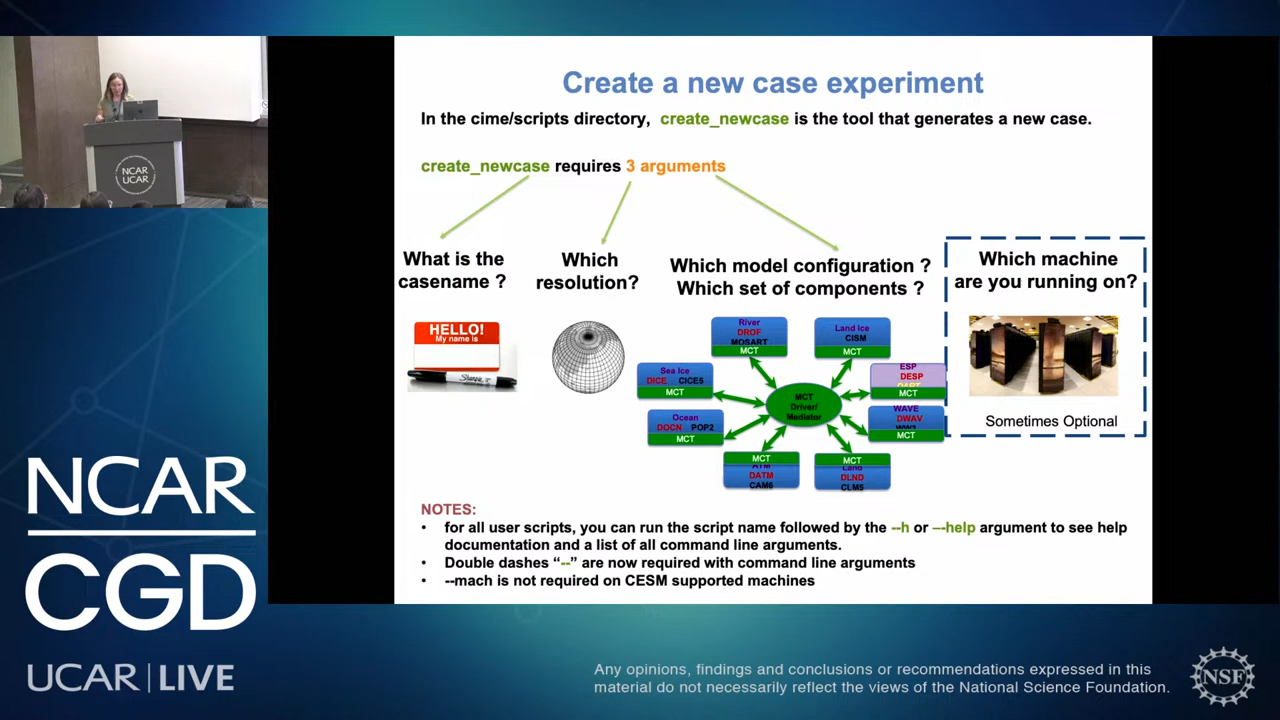 Create a new case experiment
In the cime/scripts directory, create_newcase is the tool that generates a new case.
create_newcase requires 3 arguments
What is the
casename ?
Which
resolution?
Which model configuration ?
Which set of components ?
Which machine
are you running on?
HELLO!
My name is
Sharpie
River
DROF
MOSART
MCT
Land Ice
CISM
MCT
Sea Ice
DICE CICE5
MCT
ESP
DESP
MCT
MCT
Driver/
Mediator
Ocean
DOCN POP2
MCT
WAVE
DWAV
MCT
MCT
ATM
DATM
CAM6
MCT
Land
DLND
CLM5
Sometimes Optional
NOTES:
• for all user scripts, you can run the script name followed by the --h or –-help argument to see help
documentation and a list of all command line arguments.
• Double dashes “--” are now required with command line arguments
• --mach is not required on CESM supported machines
NCAR
UCAR
NCAR
CGD
UCAR | LIVE
Any opinions, findings and conclusions or recommendations expressed in this
material do not necessarily reflect the views of the National Science Foundation.
NSF